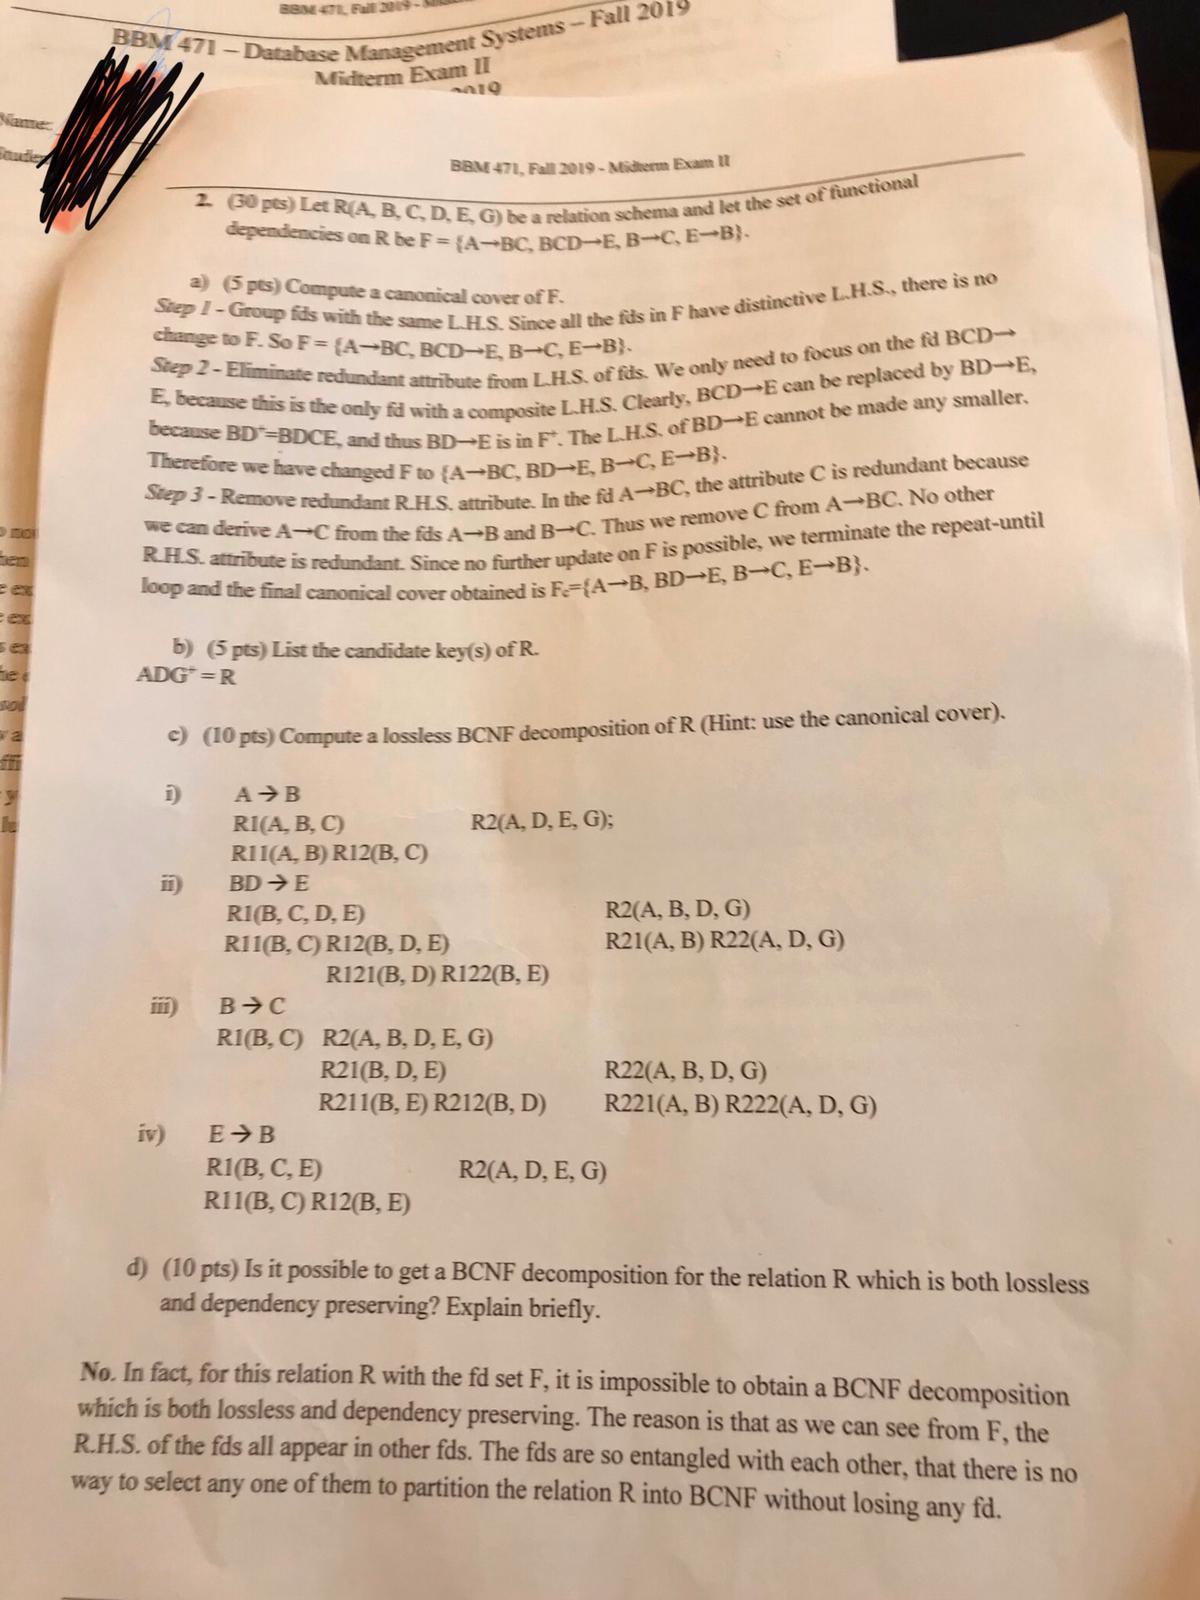 BBM 471, Fall 2019 -
BBM 471 – Database Management Systems – Fall 2019
Midterm Exam II
2019
Name:
BBM 471, Fall 2019 - Midterm Exam II
2. (30 pts) Let R(A, B, C, D, E, G) be a relation schema and let the set of functional
dependencies on R be F = {A→BC, BCD→E, B→C, E→B}.
a) (5 pts) Compute a canonical cover of F.
Step 1 - Group fds with the same L.H.S. Since all the fds in F have distinctive L.H.S., there is no
change to F. So F = {A→BC, BCD→E, B→C, E→B}.
Step 2 - Eliminate redundant attribute from L.H.S. of fds. We only need to focus on the fd BCD→
E, because this is the only fd with a composite L.H.S. Clearly, BCD→E can be replaced by BD→E,
because BD⁺=BDCE, and thus BD→E is in F⁺. The L.H.S. of BD→E cannot be made any smaller.
Therefore we have changed F to {A→BC, BD→E, B→C, E→B}.
Step 3 - Remove redundant R.H.S. attribute. In the fd A→BC, the attribute C is redundant because
we can derive A→C from the fds A→B and B→C. Thus we remove C from A→BC. No other
R.H.S. attribute is redundant. Since no further update on F is possible, we terminate the repeat-until
loop and the final canonical cover obtained is Fc={A→B, BD→E, B→C, E→B}.
b) (5 pts) List the candidate key(s) of R.
ADG⁺ = R
c) (10 pts) Compute a lossless BCNF decomposition of R (Hint: use the canonical cover).
i) A → B
R1(A, B, C) R2(A, D, E, G);
R11(A, B) R12(B, C)
ii) BD → E
R1(B, C, D, E) R2(A, B, D, G)
R11(B, C) R12(B, D, E) R21(A, B) R22(A, D, G)
R121(B, D) R122(B, E)
iii) B → C
R1(B, C) R2(A, B, D, E, G)
R21(B, D, E) R22(A, B, D, G)
R211(B, E) R212(B, D) R221(A, B) R222(A, D, G)
iv) E → B
R1(B, C, E) R2(A, D, E, G)
R11(B, C) R12(B, E)
d) (10 pts) Is it possible to get a BCNF decomposition for the relation R which is both lossless
and dependency preserving? Explain briefly.
No. In fact, for this relation R with the fd set F, it is impossible to obtain a BCNF decomposition
which is both lossless and dependency preserving. The reason is that as we can see from F, the
R.H.S. of the fds all appear in other fds. The fds are so entangled with each other, that there is no
way to select any one of them to partition the relation R into BCNF without losing any fd.